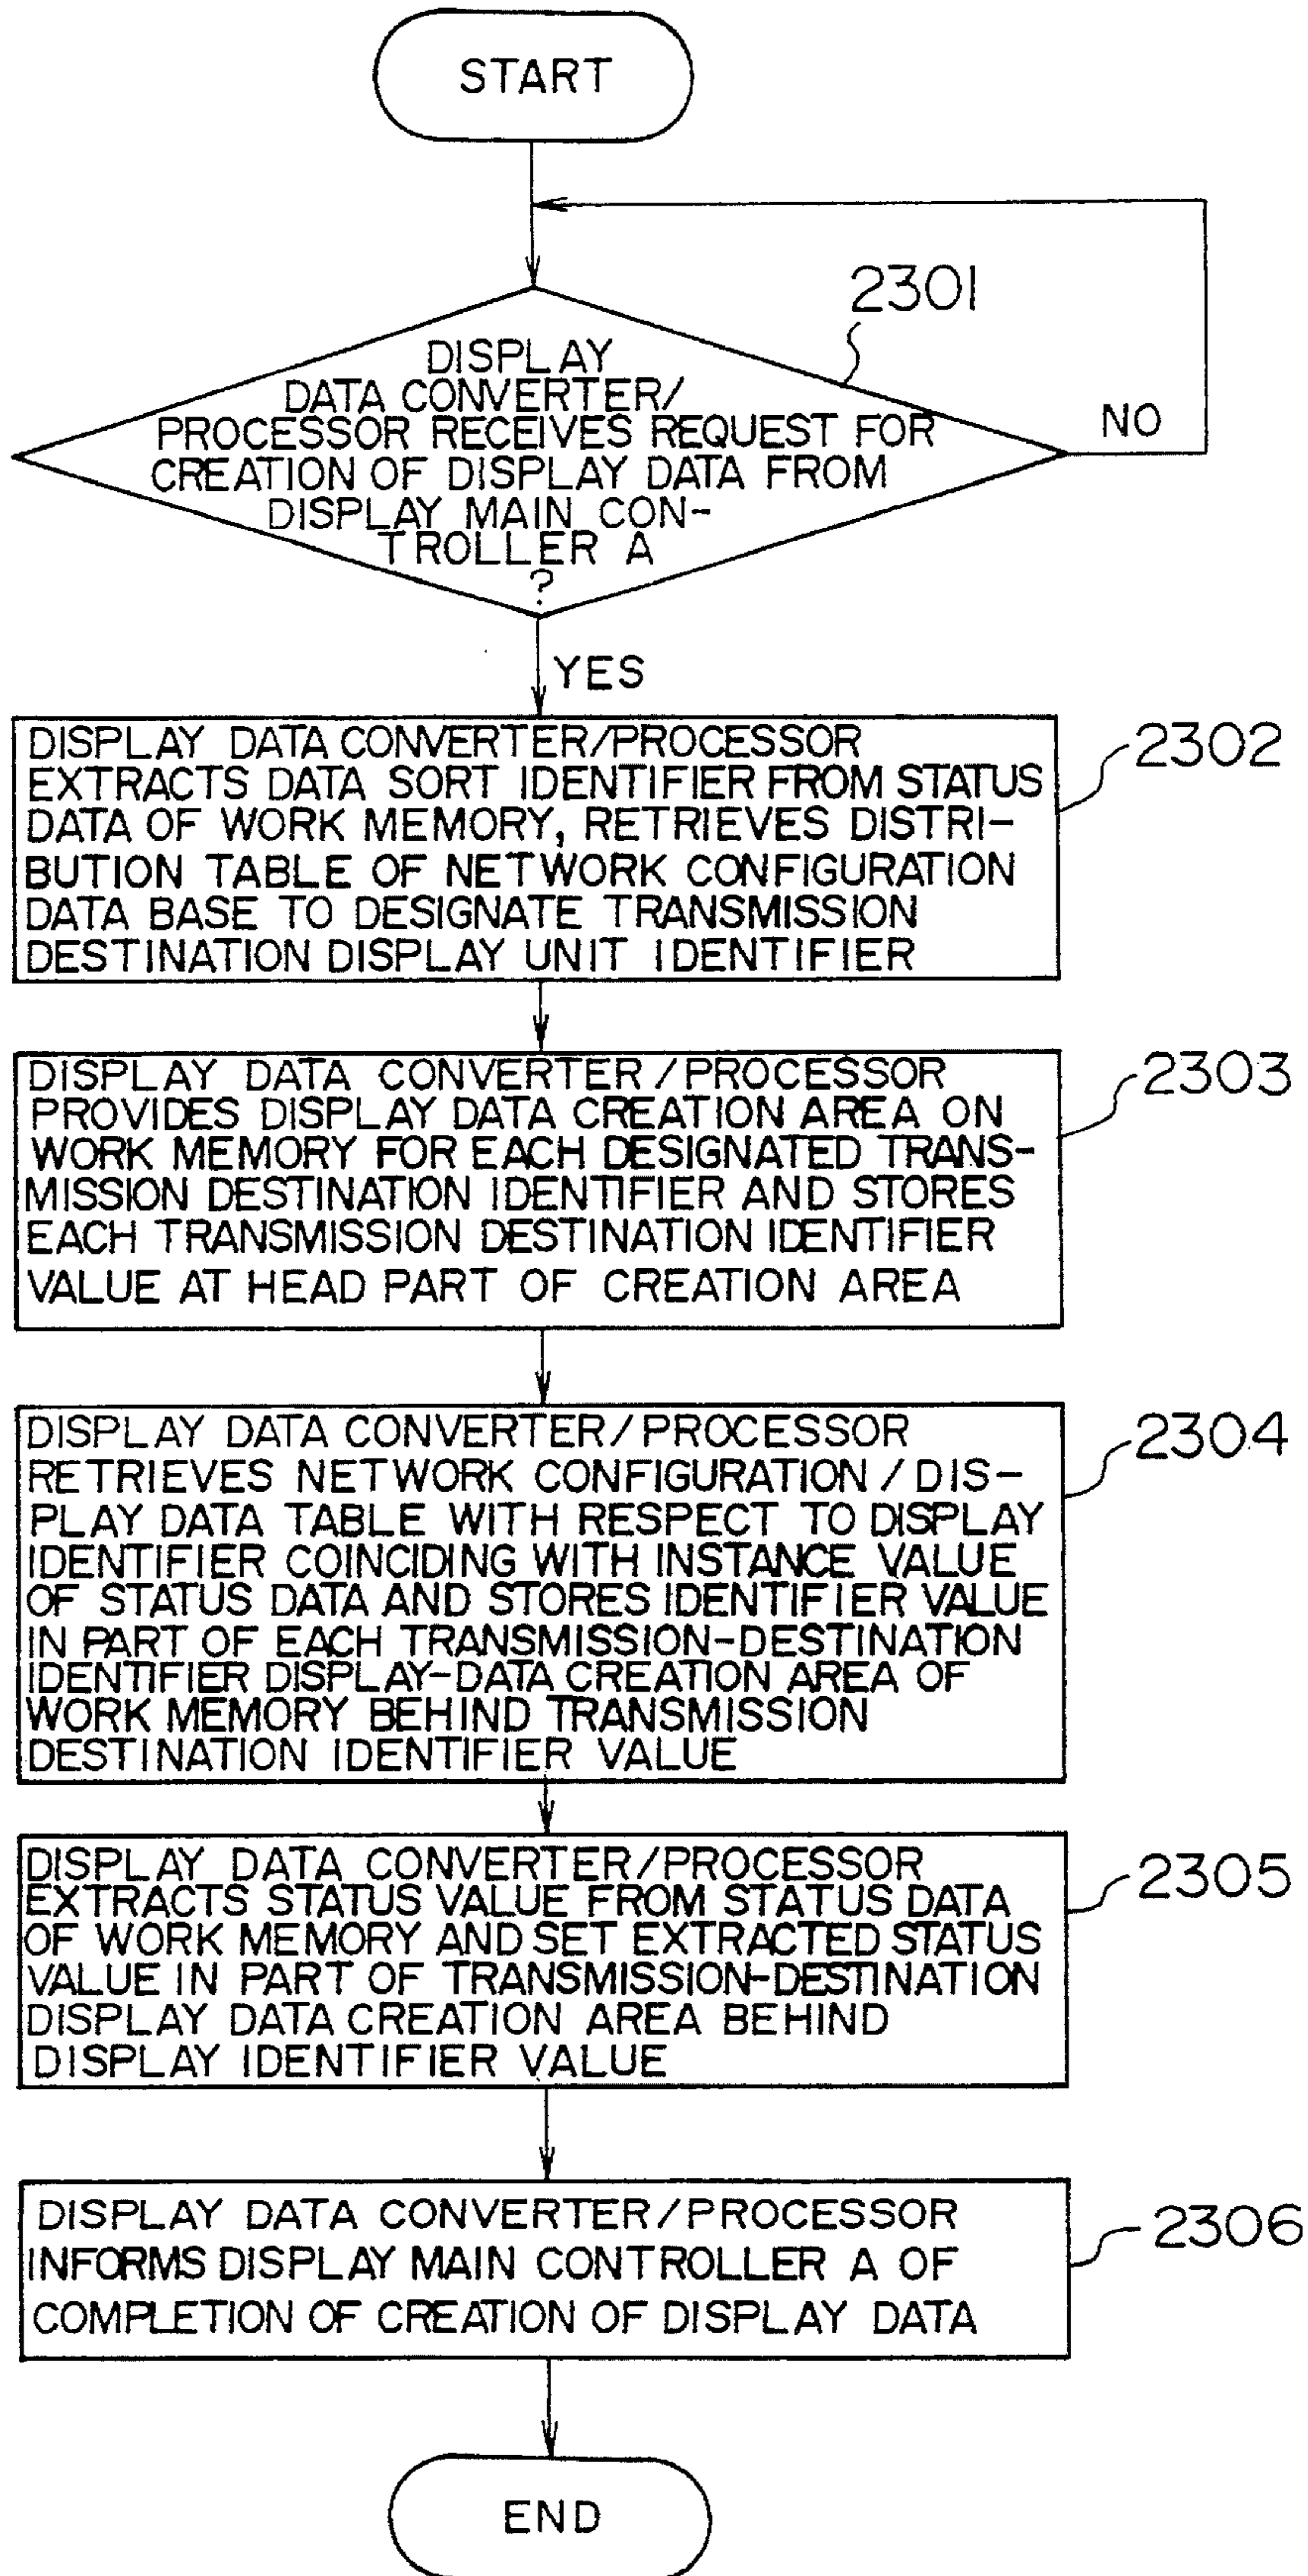 START
2301
DISPLAY
DATA CONVERTER/
PROCESSOR RECEIVES REQUEST FOR
CREATION OF DISPLAY DATA FROM
DISPLAY MAIN CON-
TROLLER A
?
NO
YES
2302
DISPLAY DATA CONVERTER/PROCESSOR
EXTRACTS DATA SORT IDENTIFIER FROM STATUS
DATA OF WORK MEMORY, RETRIEVES DISTRI-
BUTION TABLE OF NETWORK CONFIGURATION
DATA BASE TO DESIGNATE TRANSMISSION
DESTINATION DISPLAY UNIT IDENTIFIER
2303
DISPLAY DATA CONVERTER/PROCESSOR
PROVIDES DISPLAY DATA CREATION AREA ON
WORK MEMORY FOR EACH DESIGNATED TRANS-
MISSION DESTINATION IDENTIFIER AND STORES
EACH TRANSMISSION DESTINATION IDENTIFIER
VALUE AT HEAD PART OF CREATION AREA
2304
DISPLAY DATA CONVERTER/PROCESSOR
RETRIEVES NETWORK CONFIGURATION/DIS-
PLAY DATA TABLE WITH RESPECT TO DISPLAY
IDENTIFIER COINCIDING WITH INSTANCE VALUE
OF STATUS DATA AND STORES IDENTIFIER VALUE
IN PART OF EACH TRANSMISSION-DESTINATION
IDENTIFIER DISPLAY-DATA CREATION AREA OF
WORK MEMORY BEHIND TRANSMISSION
DESTINATION IDENTIFIER VALUE
2305
DISPLAY DATA CONVERTER/PROCESSOR
EXTRACTS STATUS VALUE FROM STATUS DATA
OF WORK MEMORY AND SET EXTRACTED STATUS
VALUE IN PART OF TRANSMISSION-DESTINATION
DISPLAY DATA CREATION AREA BEHIND
DISPLAY IDENTIFIER VALUE
2306
DISPLAY DATA CONVERTER/PROCESSOR
INFORMS DISPLAY MAIN CONTROLLER A OF
COMPLETION OF CREATION OF DISPLAY DATA
END